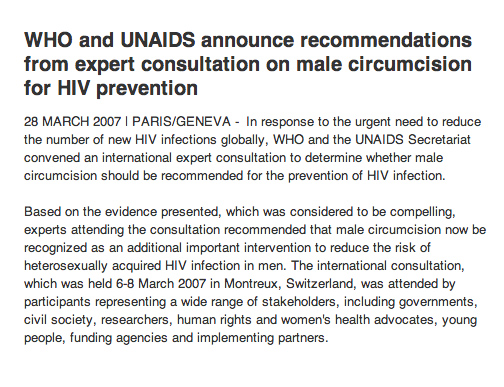 WHO and UNAIDS announce recommendations
from expert consultation on male circumcision
for HIV prevention
28 MARCH 2007 | PARIS/GENEVA - In response to the urgent need to reduce
the number of new HIV infections globally, WHO and the UNAIDS Secretariat
convened an international expert consultation to determine whether male
circumcision should be recommended for the prevention of HIV infection.
Based on the evidence presented, which was considered to be compelling,
experts attending the consultation recommended that male circumcision now be
recognized as an additional important intervention to reduce the risk of
heterosexually acquired HIV infection in men. The international consultation,
which was held 6-8 March 2007 in Montreux, Switzerland, was attended by
participants representing a wide range of stakeholders, including governments,
civil society, researchers, human rights and women's health advocates, young
people, funding agencies and implementing partners.